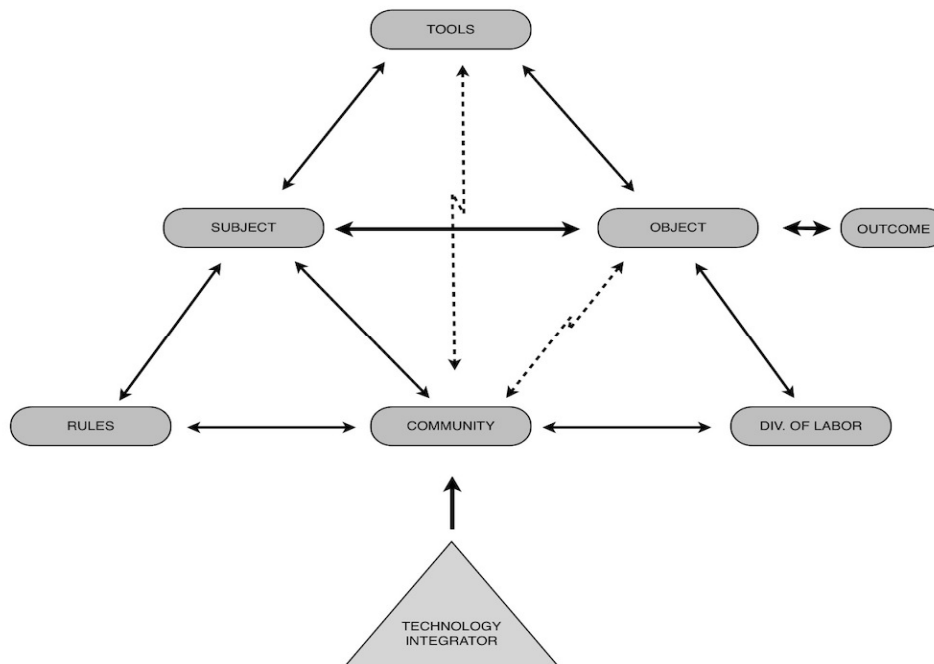 TOOLS
SUBJECT
OBJECT
OUTCOME
RULES
COMMUNITY
DIV. OF LABOR
TECHNOLOGY
INTEGRATOR